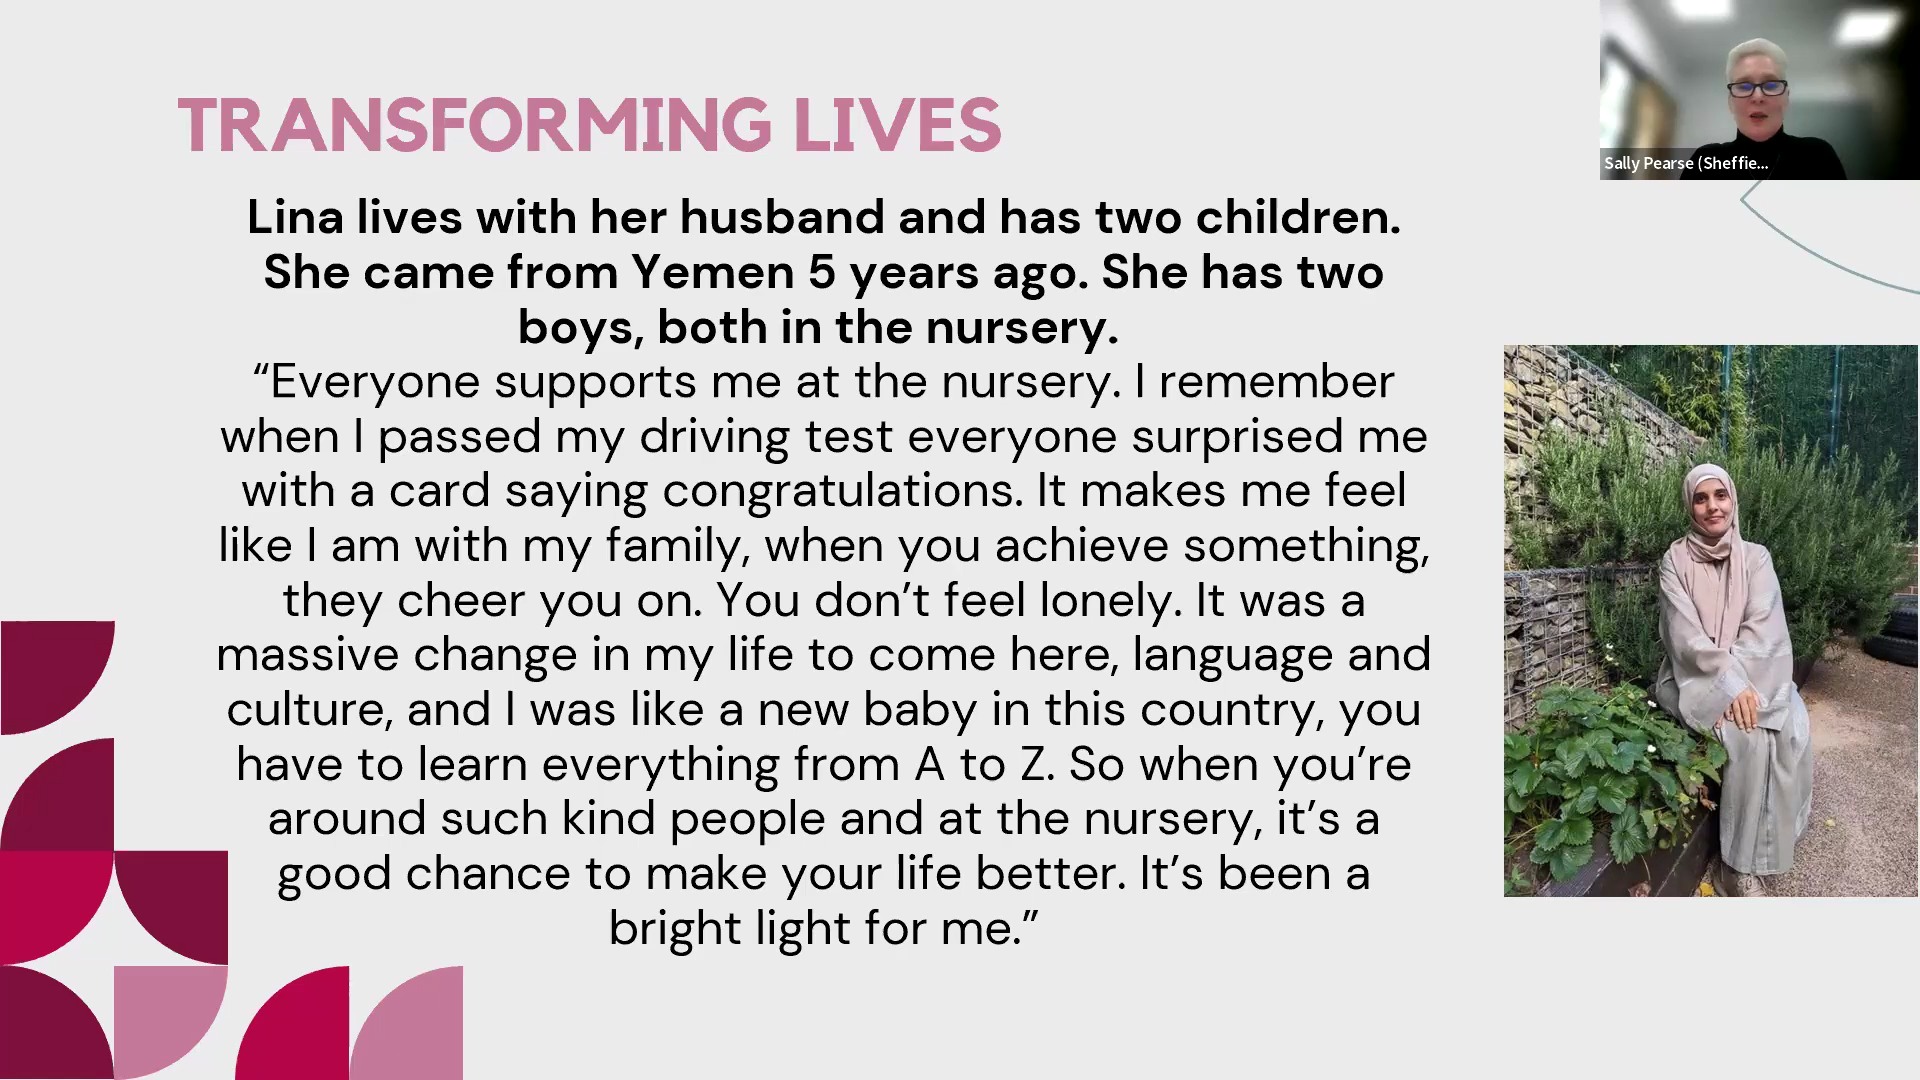 TRANSFORMING LIVES
Lina lives with her husband and has two children.
She came from Yemen 5 years ago. She has two
boys, both in the nursery.
“Everyone supports me at the nursery. I remember
when I passed my driving test everyone surprised me
with a card saying congratulations. It makes me feel
like I am with my family, when you achieve something,
they cheer you on. You don’t feel lonely. It was a
massive change in my life to come here, language and
culture, and I was like a new baby in this country, you
have to learn everything from A to Z. So when you’re
around such kind people and at the nursery, it’s a
good chance to make your life better. It’s been a
bright light for me.”
Sally Pearse (Sheffie...